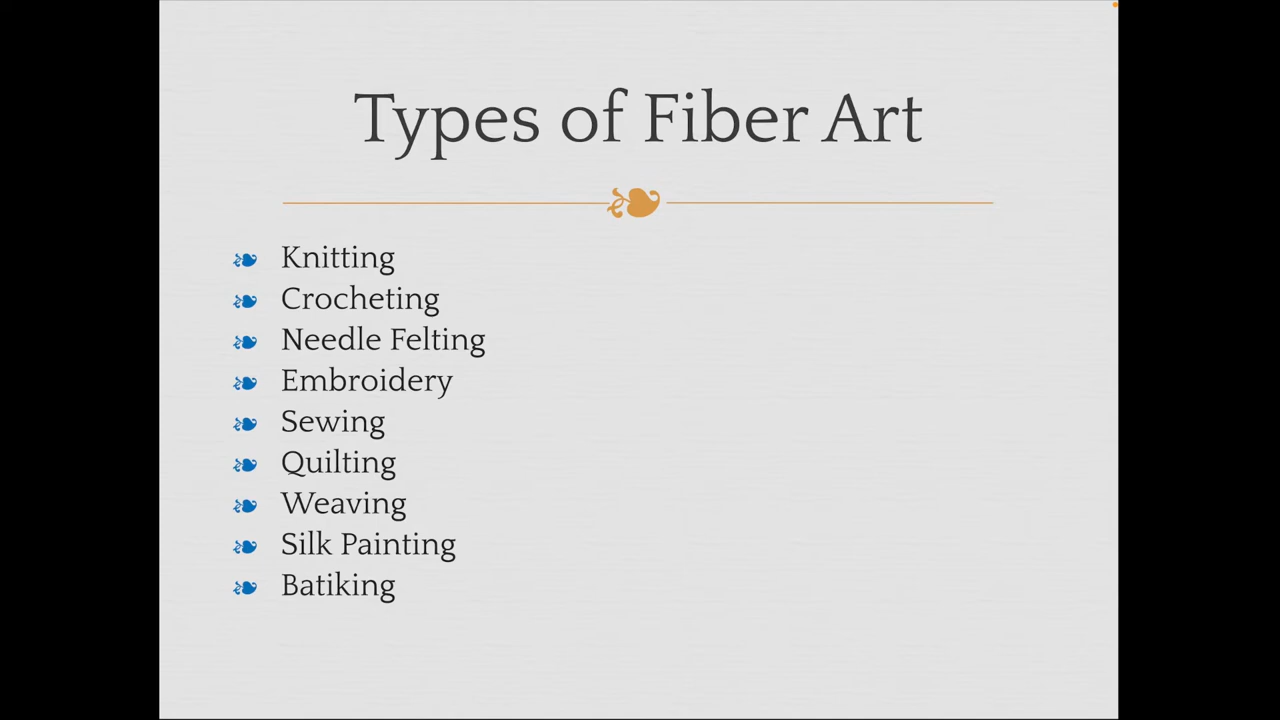 Types of Fiber Art
Knitting
Crocheting
Needle Felting
Embroidery
Sewing
Quilting
Weaving
Silk Painting
Batiking